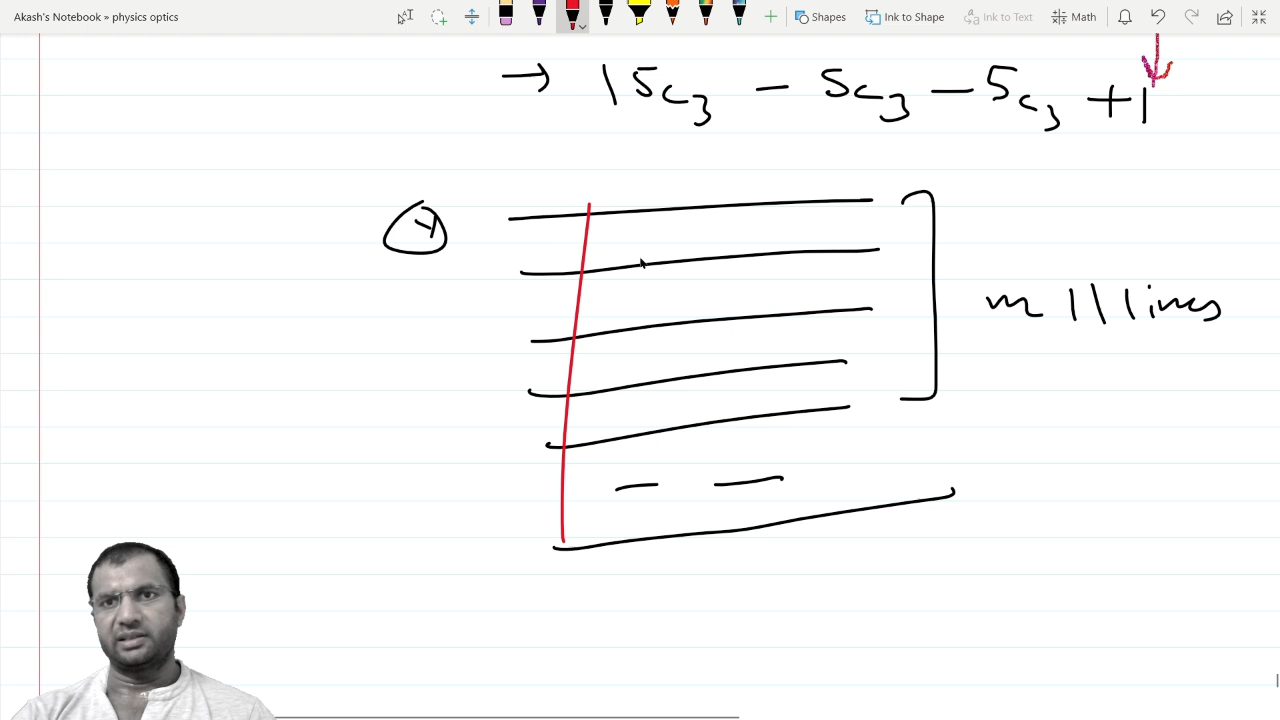 Akash's Notebook » physics optics
Shapes Ink to Shape Ink to Text Math
→ 15c₃ - 5c₃ - 5c₃ + 1
4
m || lines